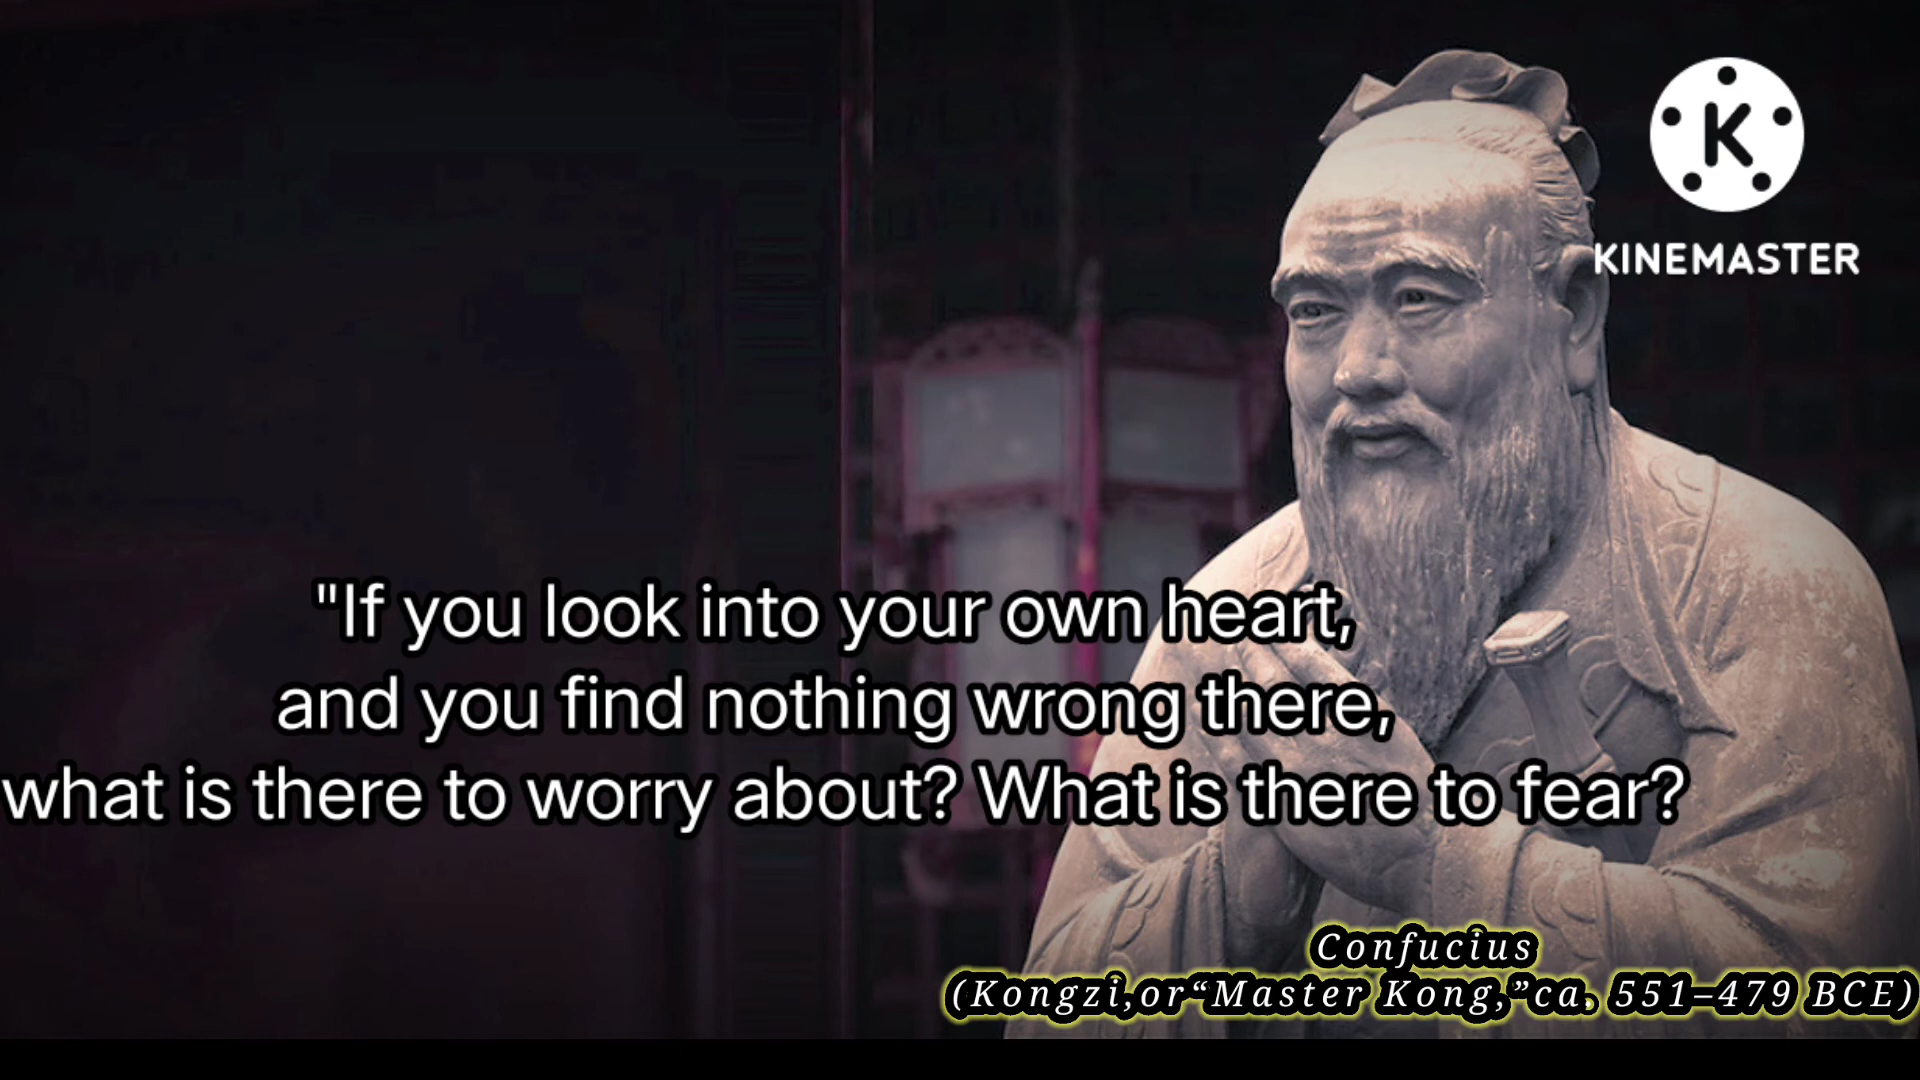 K
KINEMASTER
"If you look into your own heart,
and you find nothing wrong there,
what is there to worry about? What is there to fear?
Confucius
(Kongzi,or“Master Kong,”ca. 551–479 BCE)